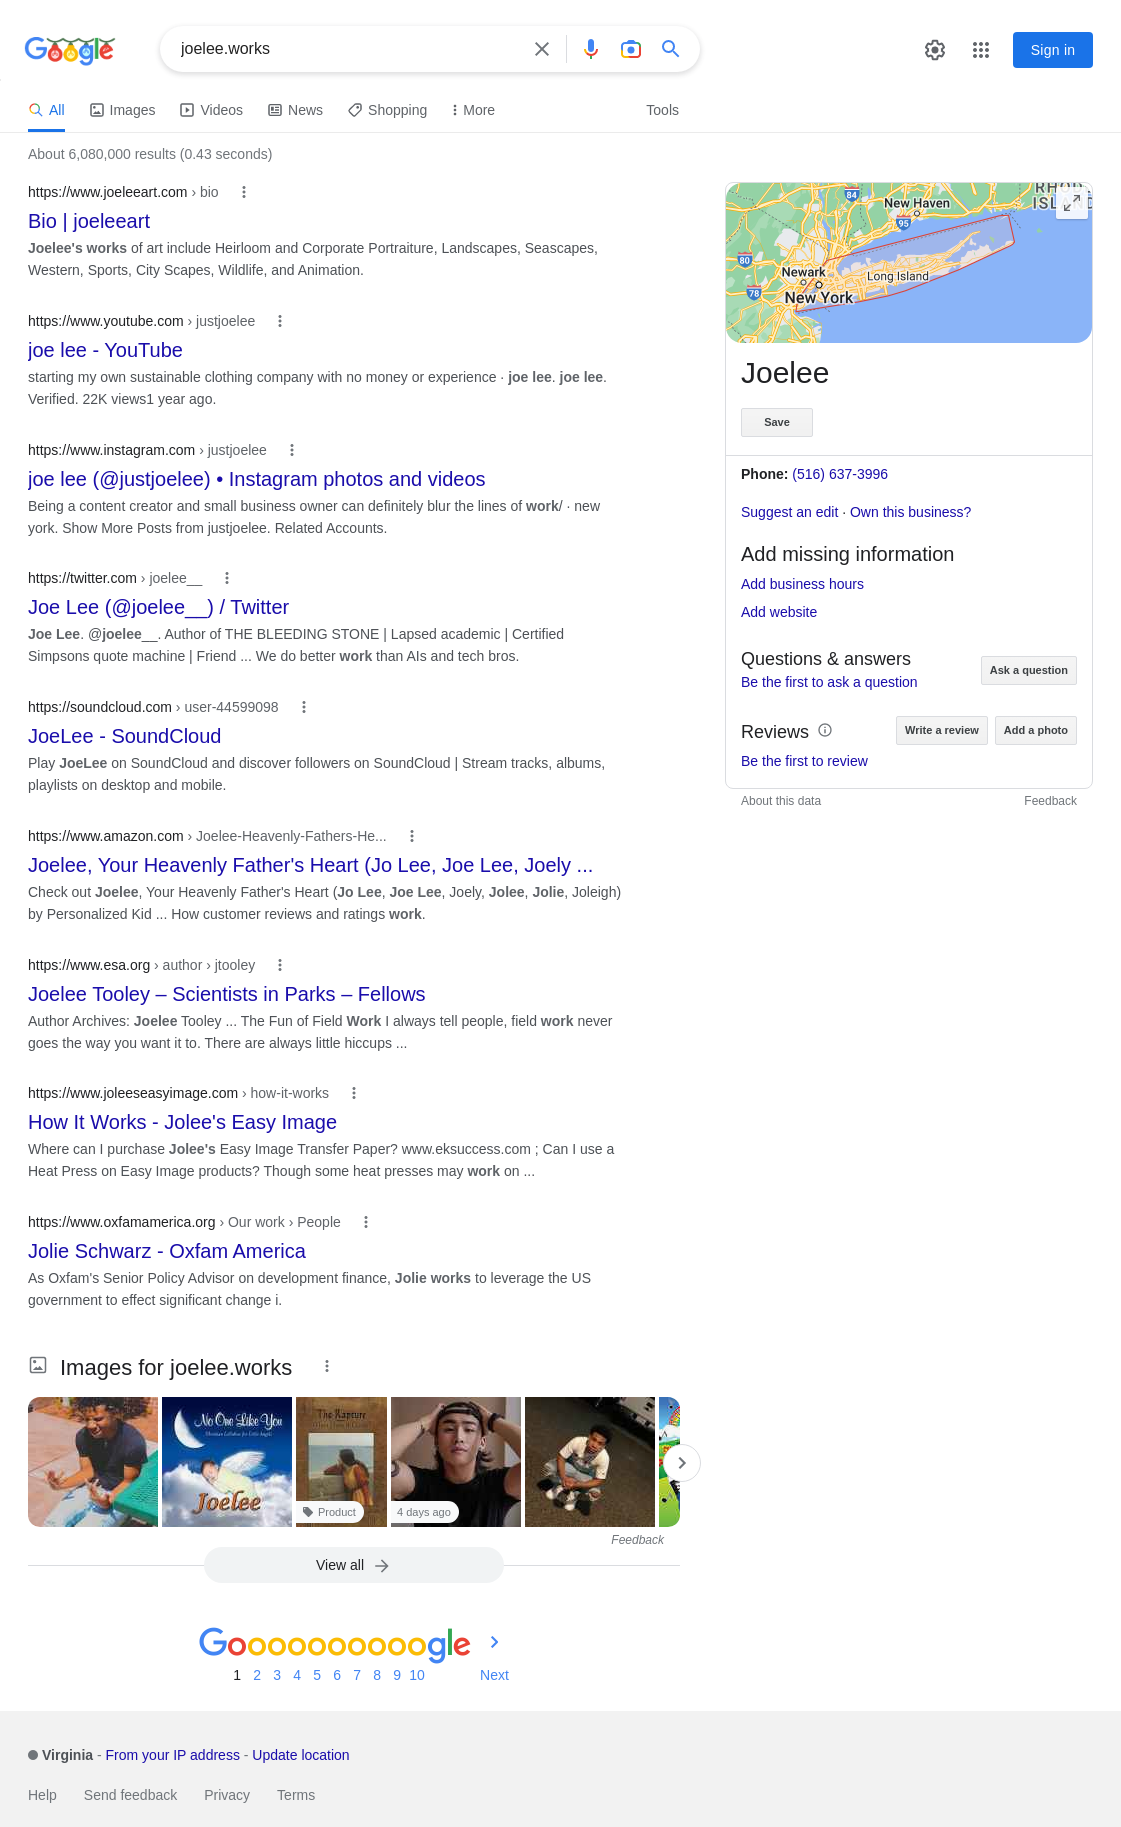 Google
joelee.works
Sign in
All
Images
Videos
News
Shopping
More
Tools
About 6,080,000 results (0.43 seconds)
https://www.joeleeart.com › bio
Bio | joeleeart
Joelee's works of art include Heirloom and Corporate Portraiture, Landscapes, Seascapes,
Western, Sports, City Scapes, Wildlife, and Animation.
https://www.youtube.com › justjoelee
joe lee - YouTube
starting my own sustainable clothing company with no money or experience · joe lee. joe lee.
Verified. 22K views1 year ago.
https://www.instagram.com › justjoelee
joe lee (@justjoelee) • Instagram photos and videos
Being a content creator and small business owner can definitely blur the lines of work/ · new
york. Show More Posts from justjoelee. Related Accounts.
https://twitter.com › joelee__
Joe Lee (@joelee__) / Twitter
Joe Lee. @joelee__. Author of THE BLEEDING STONE | Lapsed academic | Certified
Simpsons quote machine | Friend ... We do better work than AIs and tech bros.
https://soundcloud.com › user-44599098
JoeLee - SoundCloud
Play JoeLee on SoundCloud and discover followers on SoundCloud | Stream tracks, albums,
playlists on desktop and mobile.
https://www.amazon.com › Joelee-Heavenly-Fathers-He...
Joelee, Your Heavenly Father's Heart (Jo Lee, Joe Lee, Joely ...
Check out Joelee, Your Heavenly Father's Heart (Jo Lee, Joe Lee, Joely, Jolee, Jolie, Joleigh)
by Personalized Kid ... How customer reviews and ratings work.
https://www.esa.org › author › jtooley
Joelee Tooley – Scientists in Parks – Fellows
Author Archives: Joelee Tooley ... The Fun of Field Work I always tell people, field work never
goes the way you want it to. There are always little hiccups ...
https://www.joleeseasyimage.com › how-it-works
How It Works - Jolee's Easy Image
Where can I purchase Jolee's Easy Image Transfer Paper? www.eksuccess.com ; Can I use a
Heat Press on Easy Image products? Though some heat presses may work on ...
https://www.oxfamamerica.org › Our work › People
Jolie Schwarz - Oxfam America
As Oxfam's Senior Policy Advisor on development finance, Jolie works to leverage the US
government to effect significant change i.
Images for joelee.works
No One Like You
Joelee
The Rapture
Product
4 days ago
Feedback
View all
Goooooooooogle
1 2 3 4 5 6 7 8 9 10
Next
84
New Haven
95
80
Newark
Long Island
78
New York
Joelee
Save
Phone: (516) 637-3996
Suggest an edit · Own this business?
Add missing information
Add business hours
Add website
Questions & answers
Be the first to ask a question
Ask a question
Reviews
Write a review
Add a photo
Be the first to review
About this data
Feedback
Virginia - From your IP address - Update location
Help
Send feedback
Privacy
Terms